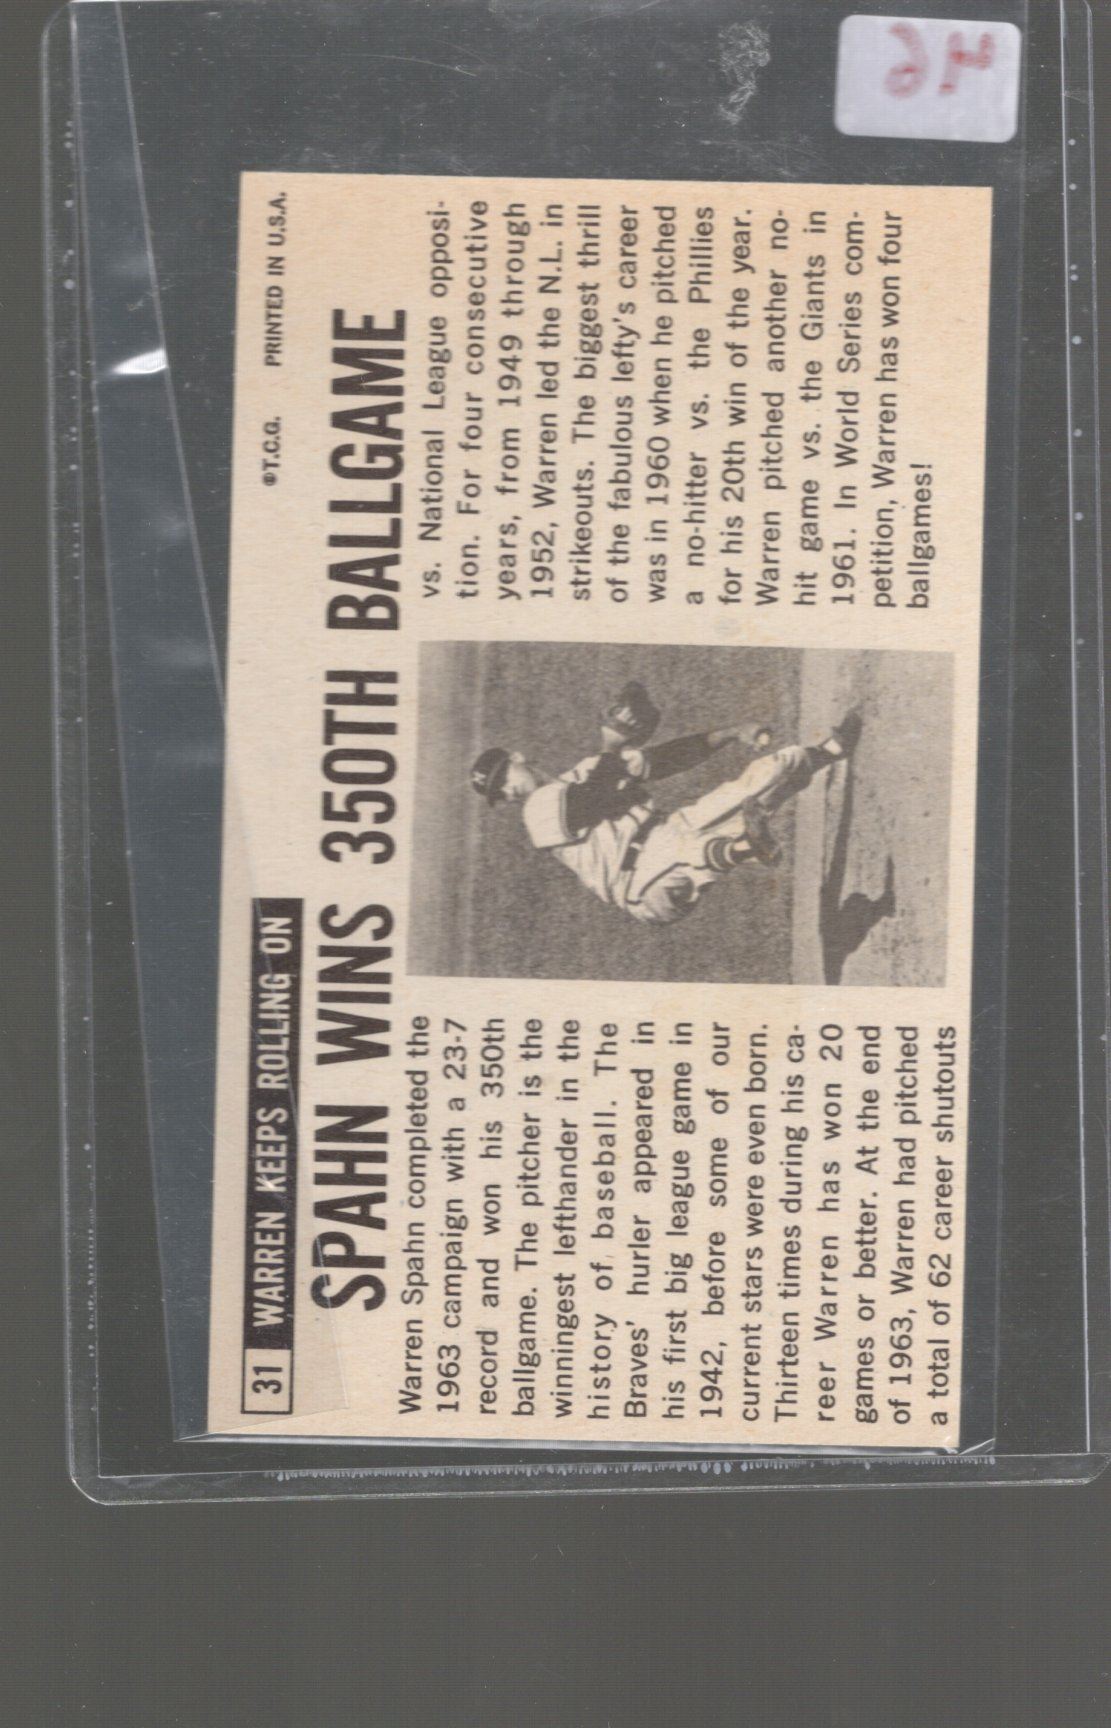 31 WARREN KEEPS ROLLING ON
©T.C.G. PRINTED IN U.S.A.
SPAHN WINS 350TH BALLGAME
Warren Spahn completed the
1963 campaign with a 23-7
record and won his 350th
ballgame. The pitcher is the
winningest lefthander in the
history of baseball. The
Braves' hurler appeared in
his first big league game in
1942, before some of our
current stars were even born.
Thirteen times during his ca-
reer Warren has won 20
games or better. At the end
of 1963, Warren had pitched
a total of 62 career shutouts
vs. National League opposi-
tion. For four consecutive
years, from 1949 through
1952, Warren led the N.L. in
strikeouts. The biggest thrill
of the fabulous lefty's career
was in 1960 when he pitched
a no-hitter vs. the Phillies
for his 20th win of the year.
Warren pitched another no-
hit game vs. the Giants in
1961. In World Series com-
petition, Warren has won four
ballgames!